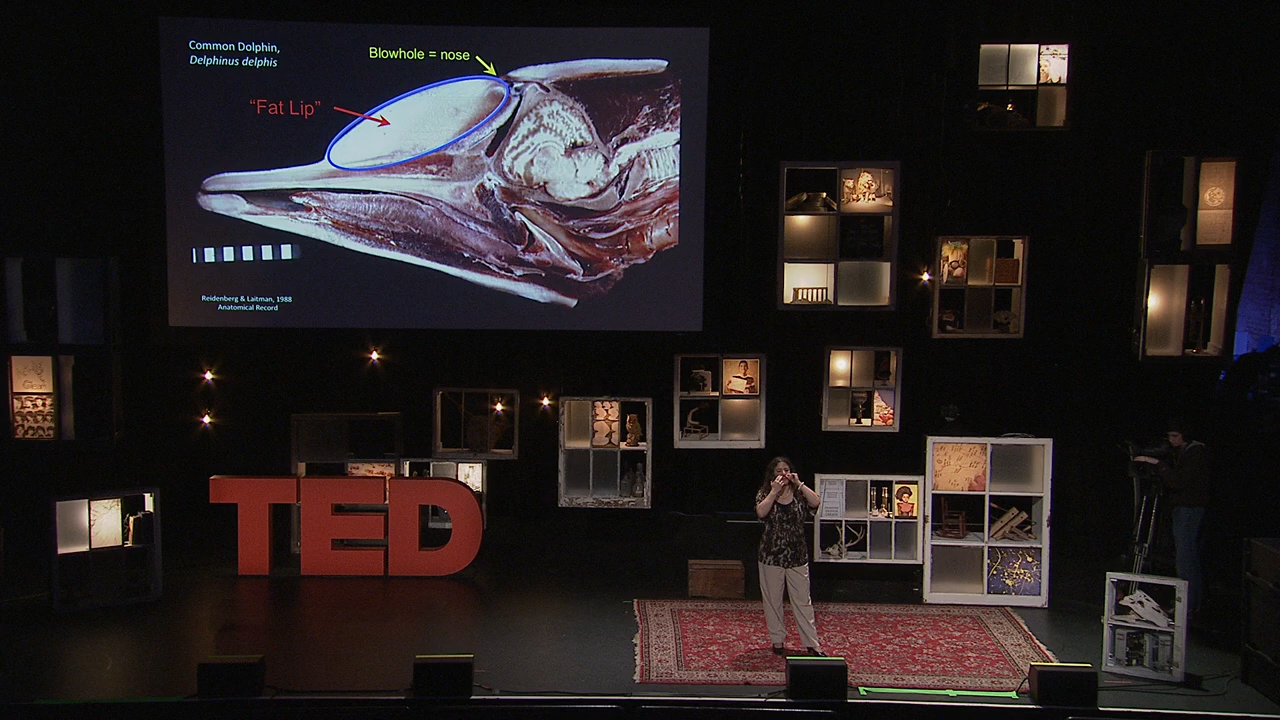 Common Dolphin,
Delphinus delphis
Blowhole = nose
"Fat Lip"
Reidenberg & Laitman, 1988
Anatomical Record
TED